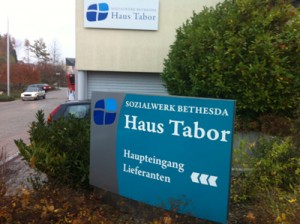 SOZIALWERK BETHESDA
Haus Tabor
SOZIALWERK BETHESDA
Haus Tabor
Haupteingang
Lieferanten